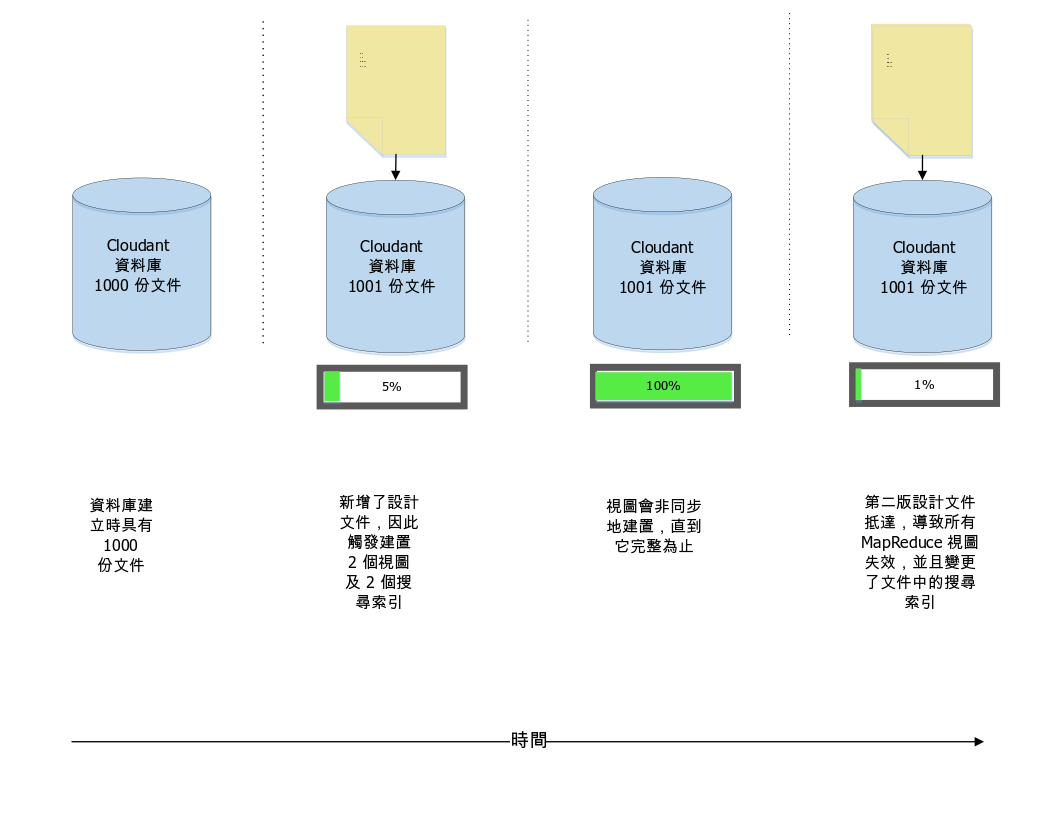 Cloudant
資料庫
1000 份文件
Cloudant
資料庫
1001 份文件
Cloudant
資料庫
1001 份文件
Cloudant
資料庫
1001 份文件
5%
100%
1%
資料庫建
立時具有
1000
份文件
新增了設計
文件，因此
觸發建置
2 個視圖
及 2 個搜
尋索引
視圖會非同步
地建置，直到
它完整為止
第二版設計文件
抵達，導致所有
MapReduce 視圖
失效，並且變更
了文件中的搜尋
索引
時間